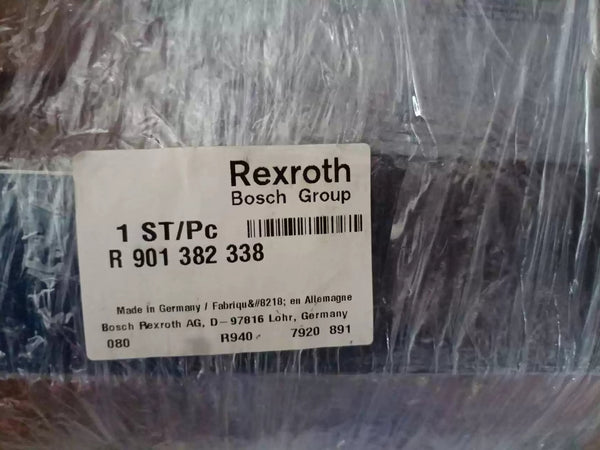 Rexroth
Bosch Group
1 ST/Pc
R 901 382 338
Made in Germany / Fabriqu&#8218; en Allemagne
Bosch Rexroth AG, D-97816 Lohr, Germany
080 R940 7920 891